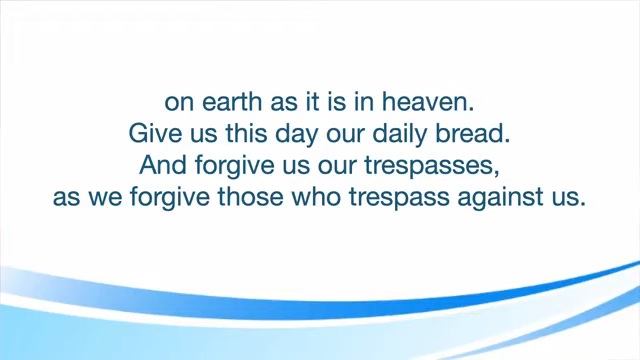 on earth as it is in heaven.
Give us this day our daily bread.
And forgive us our trespasses,
as we forgive those who trespass against us.